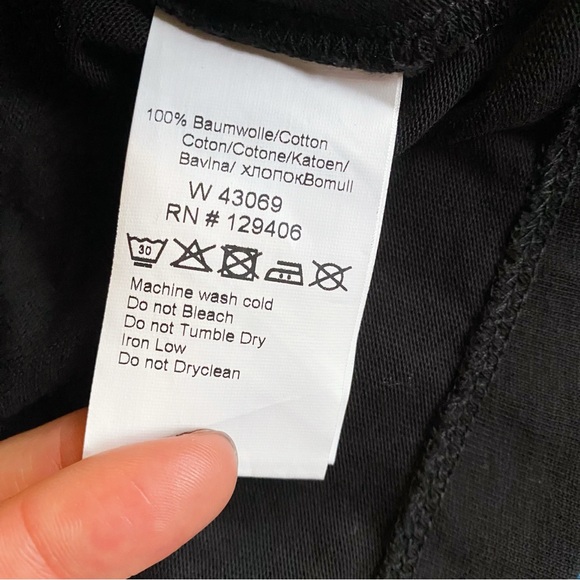 100% Baumwolle/Cotton
Coton/Cotone/Katoen/
Bavlna/ хлопокBomull
W 43069
RN # 129406
30
Machine wash cold
Do not Bleach
Do not Tumble Dry
Iron Low
Do not Dryclean